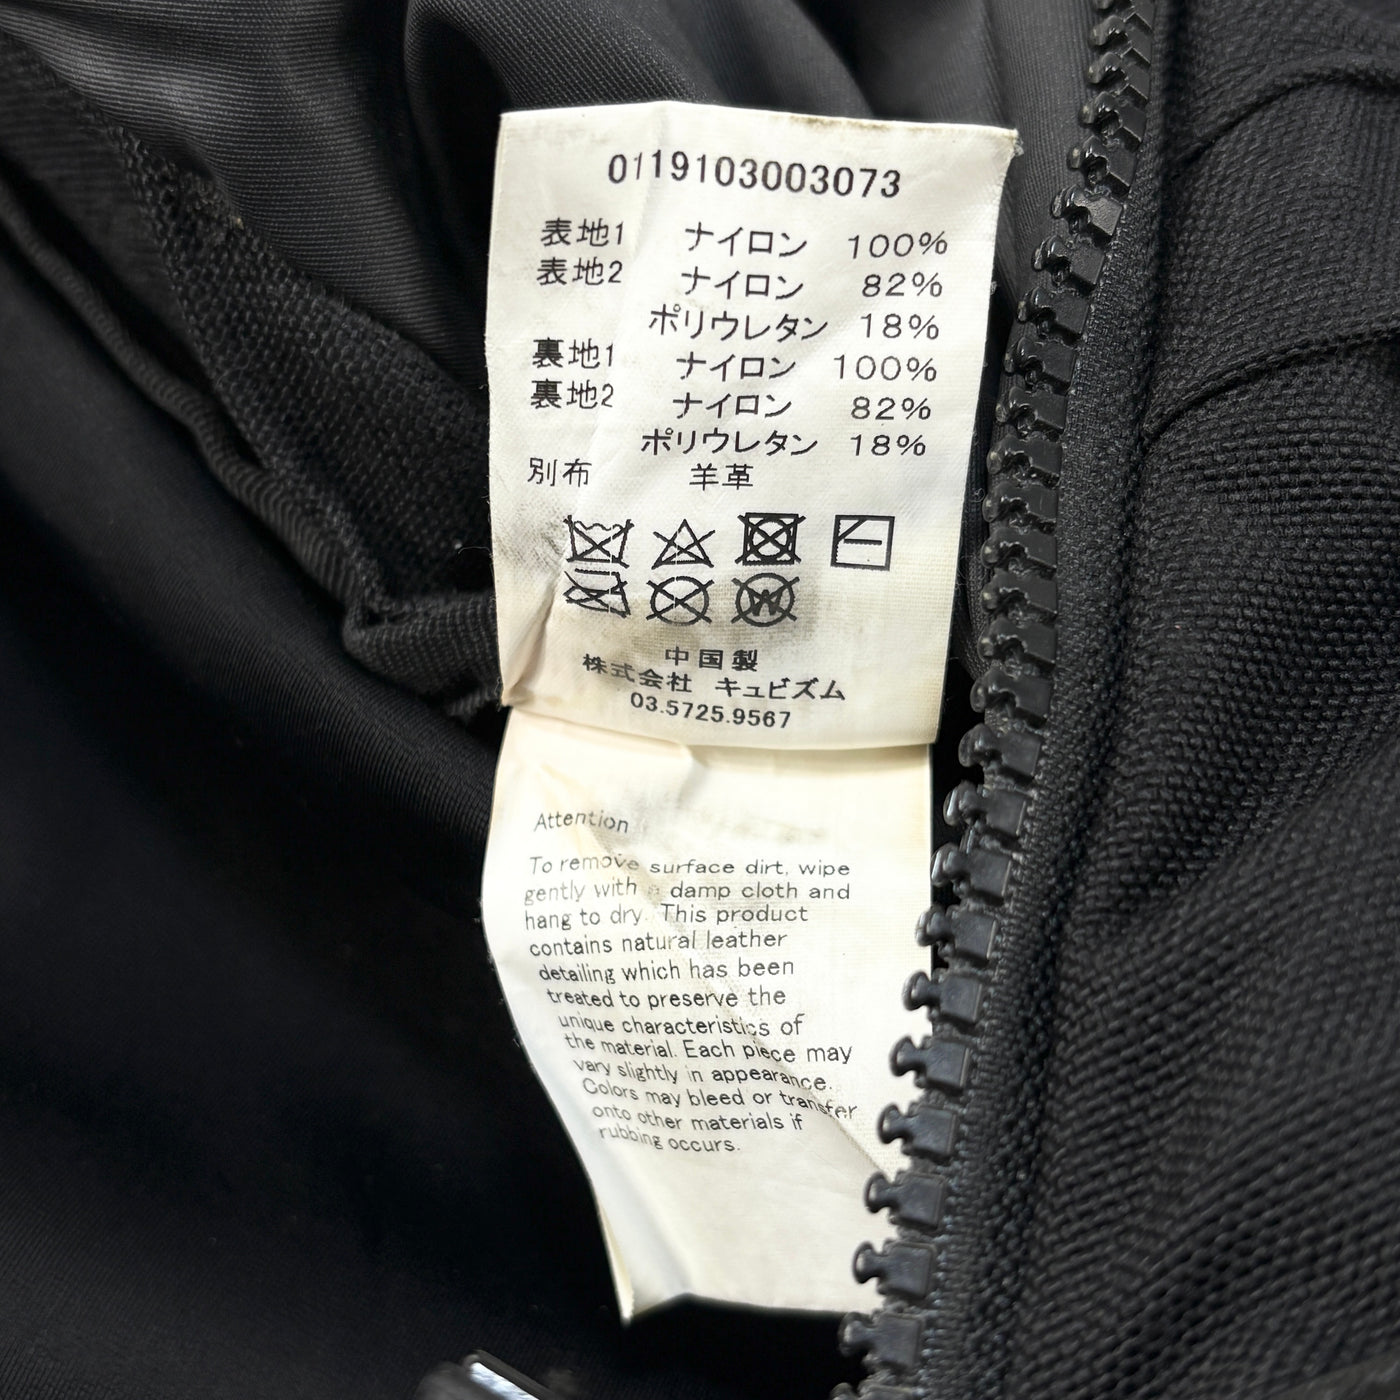 0119103003073
表地1 ナイロン 100%
表地2 ナイロン 82%
ポリウレタン 18%
裏地1 ナイロン 100%
裏地2 ナイロン 82%
ポリウレタン 18%
別布 羊革
W
中国製
株式会社 キュビズム
03.5725.9567
Attention
To remove surface dirt, wipe
gently with a damp cloth and
hang to dry. This product
contains natural leather
detailing which has been
treated to preserve the
unique characteristics of
the material. Each piece may
vary slightly in appearance.
Colors may bleed or transfer
onto other materials if
rubbing occurs.